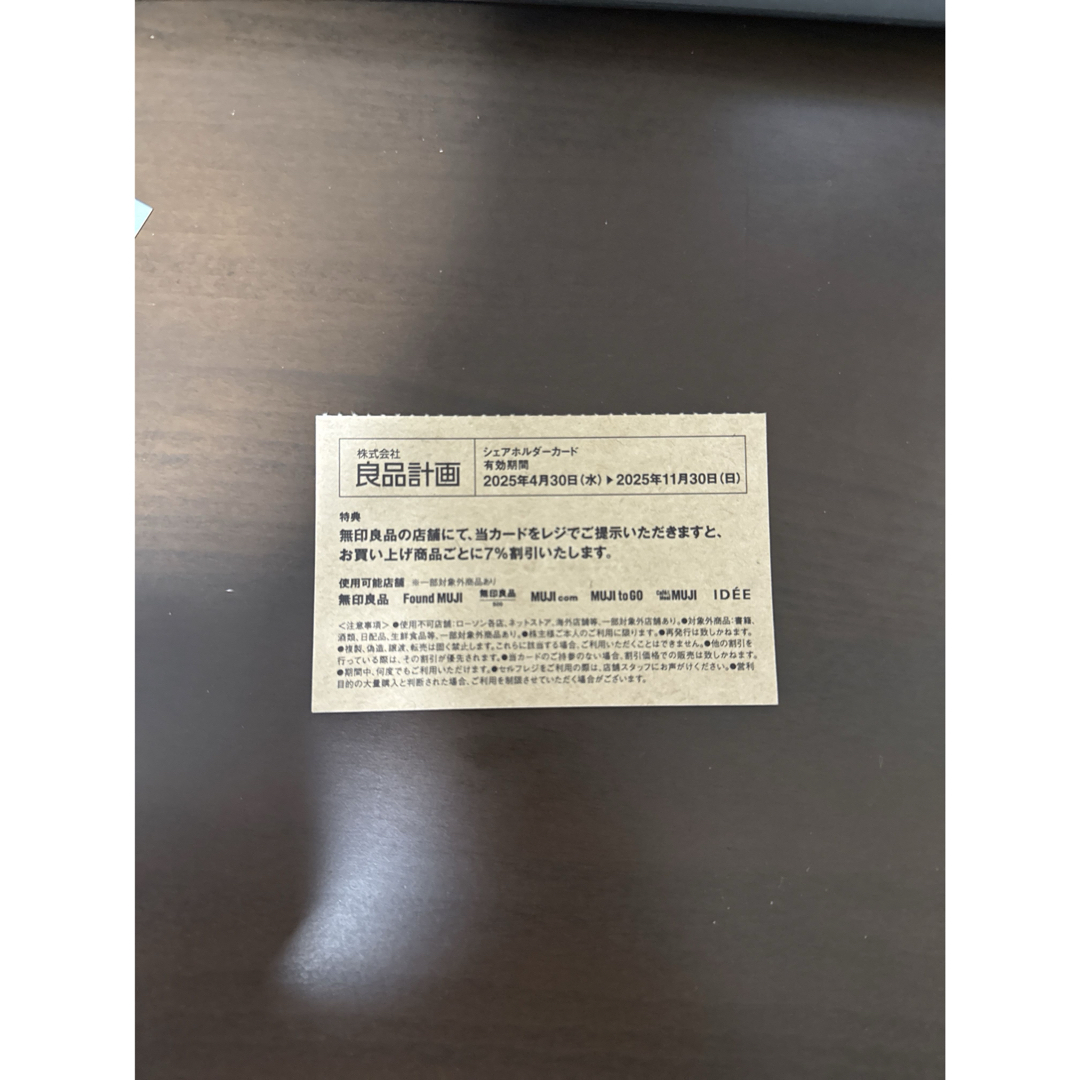 株式会社
良品計画
シェアホルダーカード
有効期間
2025年4月30日(水)▶2025年11月30日(日)
特典
無印良品の店舗にて、当カードをレジでご提示いただきますと、
お買い上げ商品ごとに7%割引いたします。
使用可能店舗 ※一部対象外商品あり
無印良品 Found MUJI 無印良品 MUJIcom MUJI to GO Café&Meal MUJI IDÉE
<注意事項>●使用不可店舗:ローソン各店、ネットストア、海外店舗等、一部対象外店舗あり。●対象外商品:書籍、
酒類、日配品、生鮮食品等、一部対象外商品あり。●株主様ご本人のご利用に限ります。●再発行は致しかねます。
●複製、偽造、譲渡、転売は固く禁止します。これらに該当する場合、ご利用いただくことはできません。●他の割引を
行っている際は、その割引が優先されます。●当カードのご持参のない場合、割引価格での販売は致しかねます。
●期間中、何度でもご利用いただけます。●セルフレジをご利用の際は、店舗スタッフにお声がけください。●営利
目的の大量購入と判断された場合、ご利用を制限させていただく場合がございます。